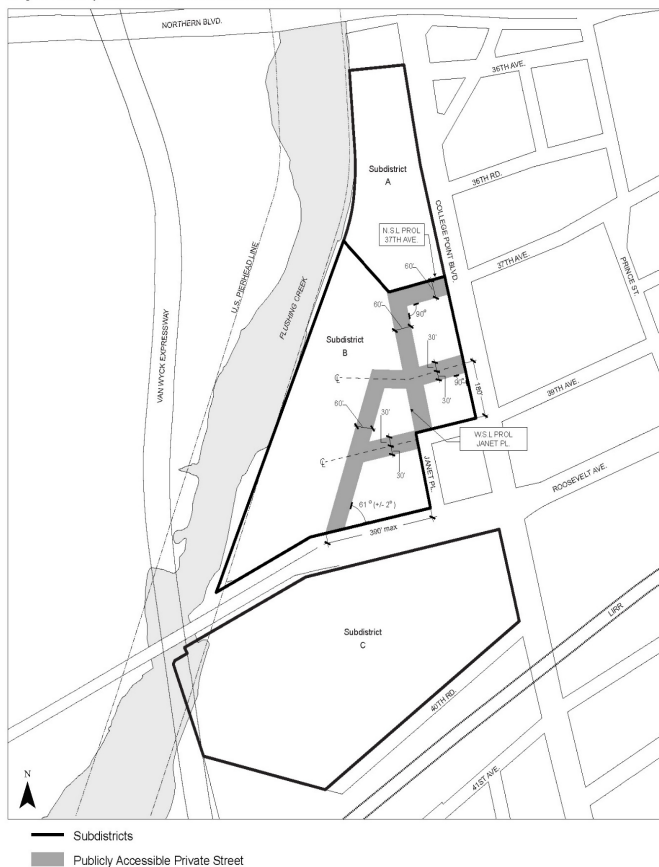 NORTHERN BLVD.
36TH AVE.
Subdistrict
A
36TH RD.
N.S.L PROL
37TH AVE.
COLLEGE POINT BLVD.
37TH AVE.
PRINCE ST.
U.S. PIERHEAD LINE
FLUSHING CREEK
VAN WYCK EXPRESSWAY
60'
60'
90°
Subdistrict
B
30'
90°
180'
30'
39TH AVE.
60'
30'
W.S.L PROL
JANET PL.
30'
JANET PL.
ROOSEVELT AVE.
61° (+/- 2°)
390' max
Subdistrict
C
LIRR
40TH RD.
41ST AVE.
N
Subdistricts
Publicly Accessible Private Street